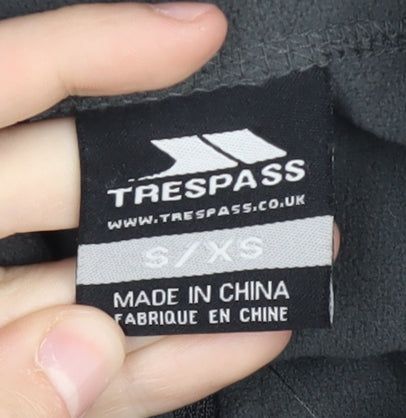 TRESPASS
WWW.TRESPASS.CO.UK
S/XS
MADE IN CHINA
FABRIQUE EN CHINE